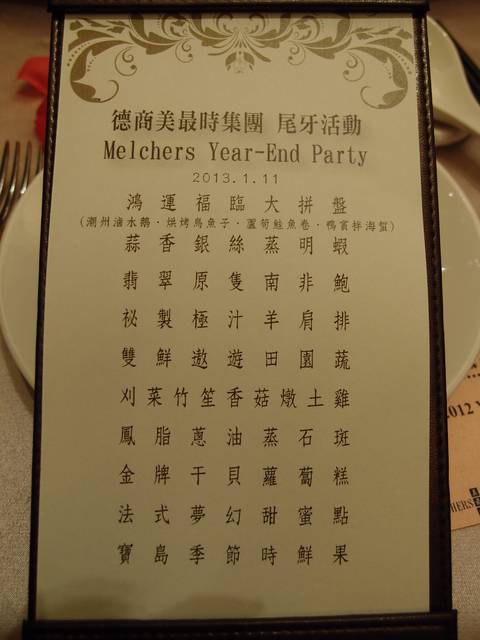 德商美最時集團 尾牙活動
Melchers Year-End Party
2013.1.11
鴻運福臨大拼盤
(潮州滷水鵝·烘烤烏魚子·蘆筍鮭魚卷·鴨賞拌海蜇)
蒜香銀絲蒸明蝦
翡翠原隻南非鮑
祕製極汁羊肩排
雙鮮遨遊田園蔬
刈菜竹笙香菇燉土雞
鳳脂蔥油蒸石斑
金牌干貝蘿蔔糕
法式夢幻甜蜜點
寶島季節時鮮果
2012
HERS